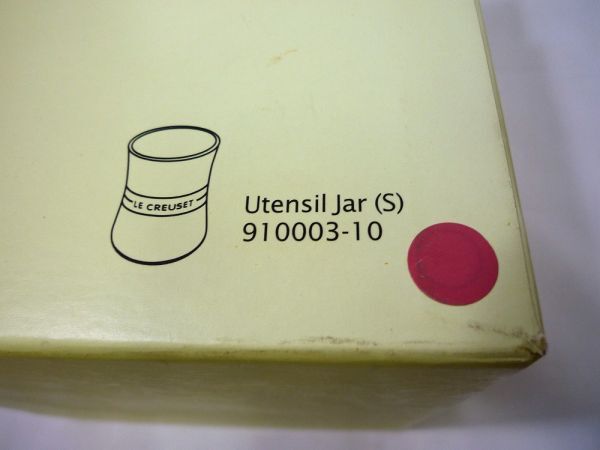 LE CREUSET
Utensil Jar (S)
910003-10